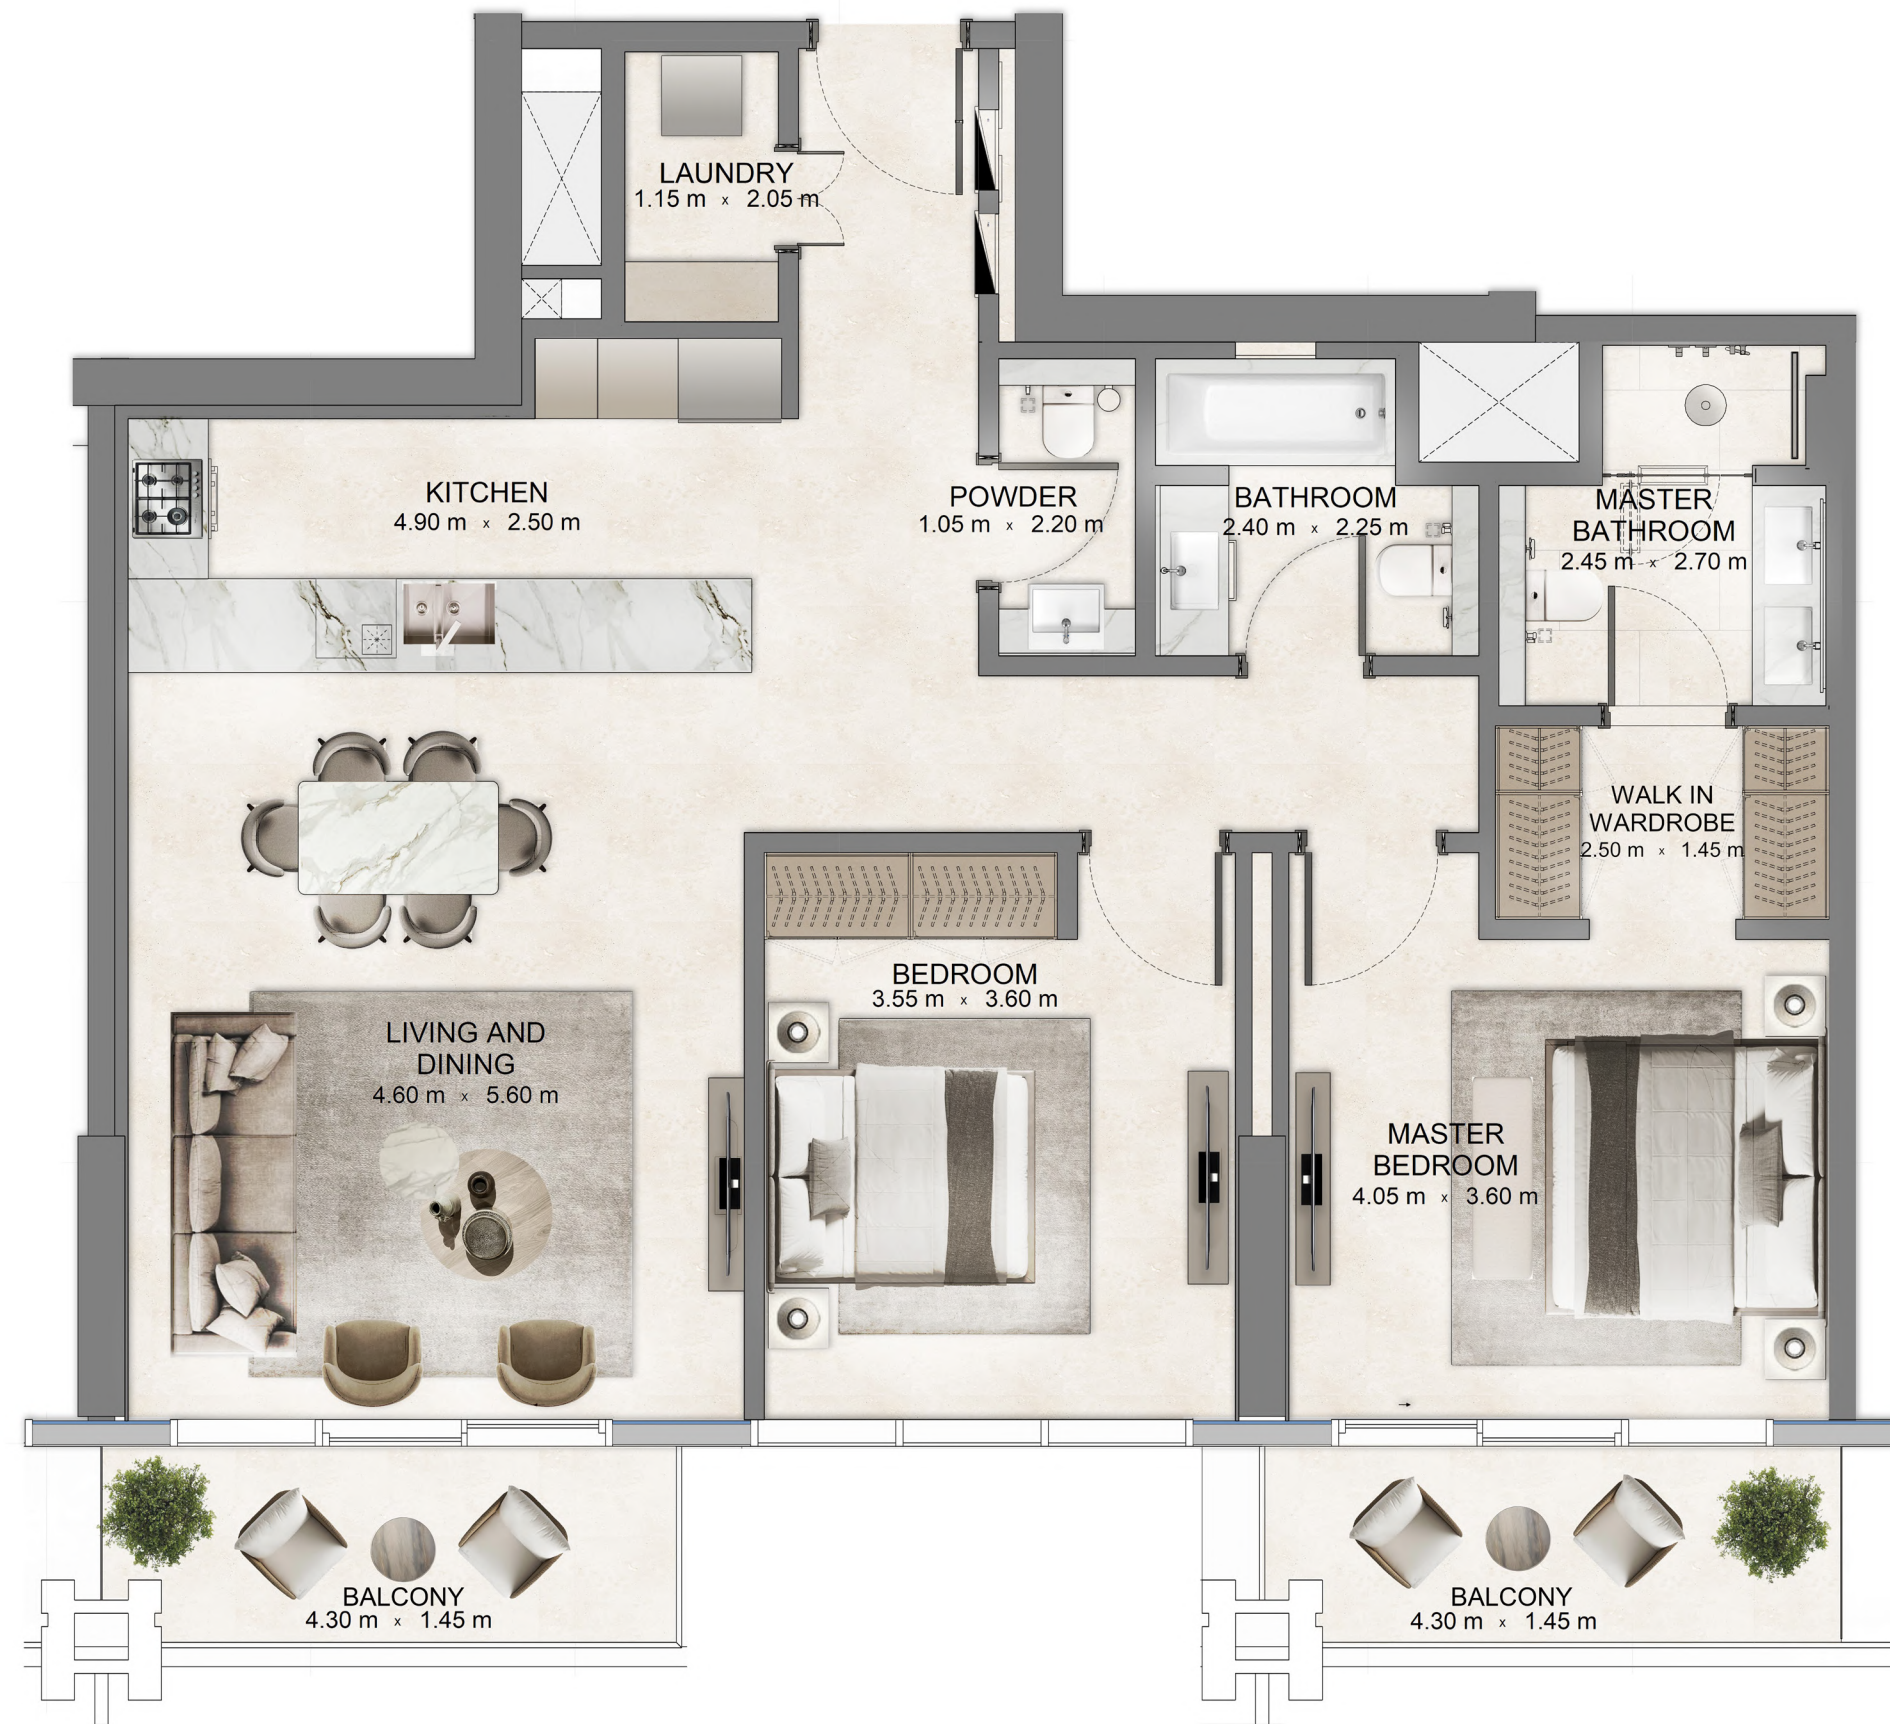 LAUNDRY
1.15 m x 2.05 m
KITCHEN
4.90 m x 2.50 m
POWDER
1.05 m x 2.20 m
BATHROOM
2.40 m x 2.25 m
MASTER
BATHROOM
2.45 m x 2.70 m
WALK IN
WARDROBE
2.50 m x 1.45 m
BEDROOM
3.55 m x 3.60 m
LIVING AND
DINING
4.60 m x 5.60 m
MASTER
BEDROOM
4.05 m x 3.60 m
BALCONY
4.30 m x 1.45 m
BALCONY
4.30 m x 1.45 m